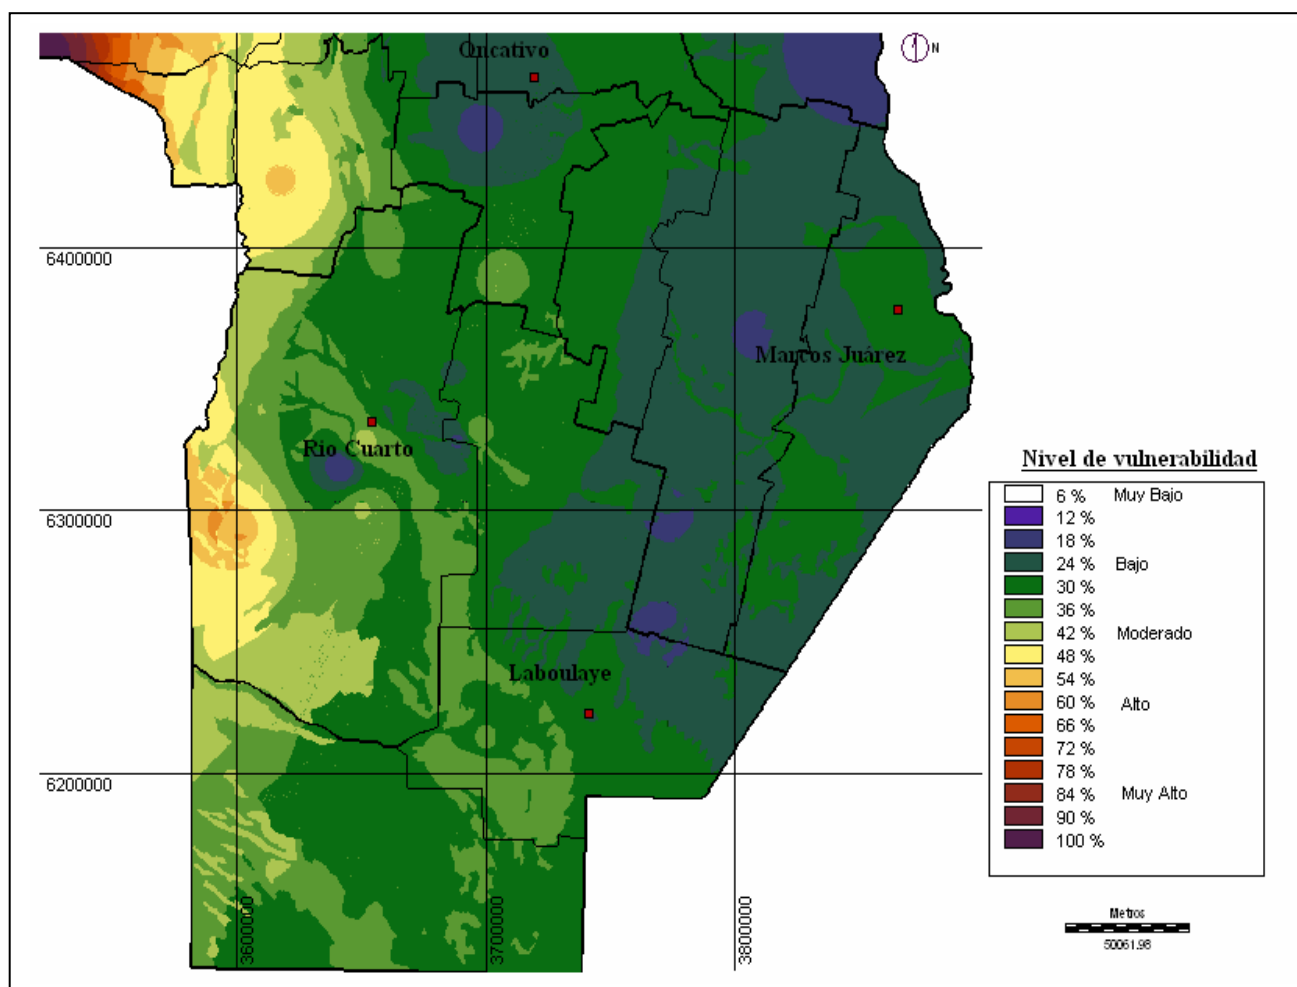 Oncativo
N
6400000
Marcos Juárez
Rio Cuarto
Nivel de vulnerabilidad
6 % Muy Bajo
12 %
18 %
24 % Bajo
30 %
36 %
42 % Moderado
48 %
54 %
60 % Alto
66 %
72 %
78 %
84 % Muy Alto
90 %
100 %
6300000
Laboulaye
6200000
3600000
3700000
3800000
Metros
50061.98